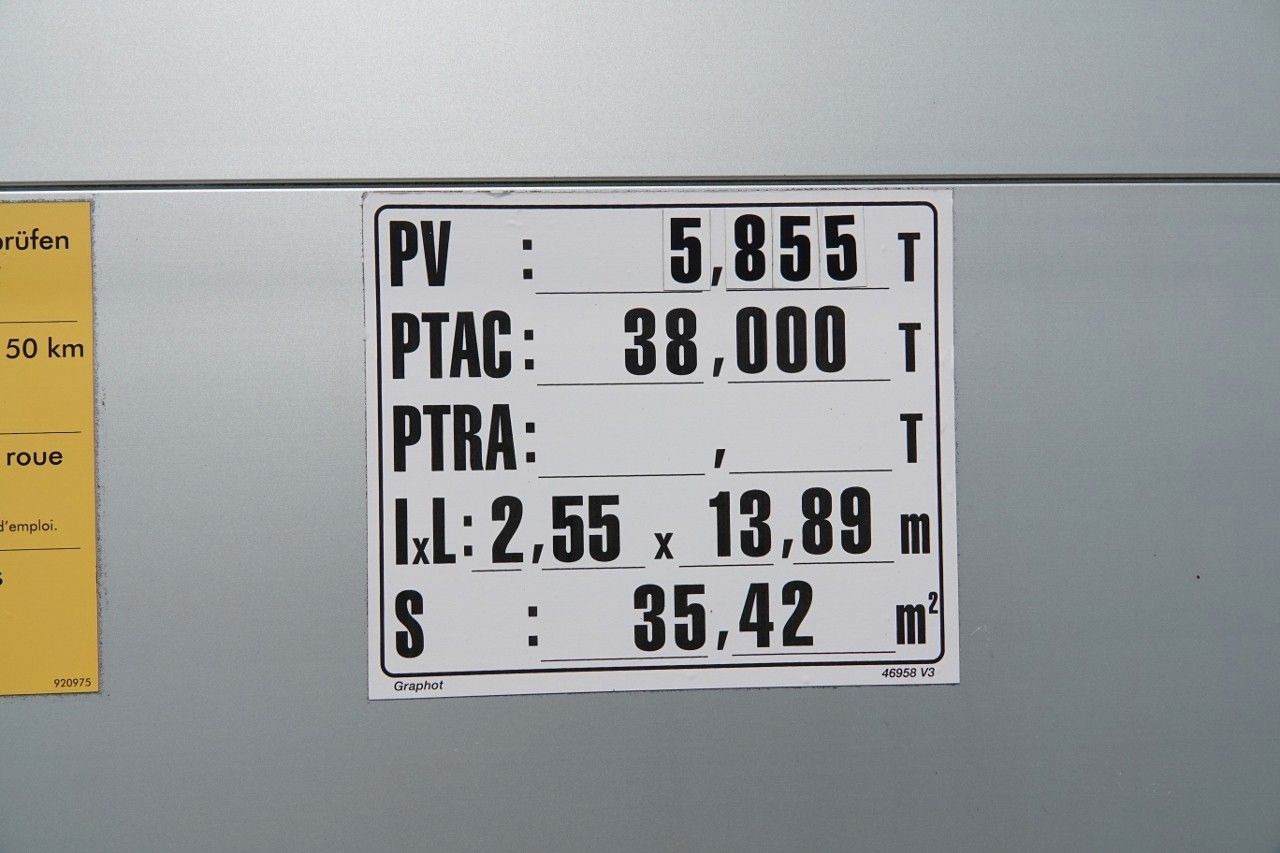 prüfen
50 km
roue
d'emploi.
s
920975
PV : 5,855 T
PTAC: 38,000 T
PTRA: , T
lxL: 2,55 x 13,89 m
S : 35,42 m²
Graphot 46958 V3